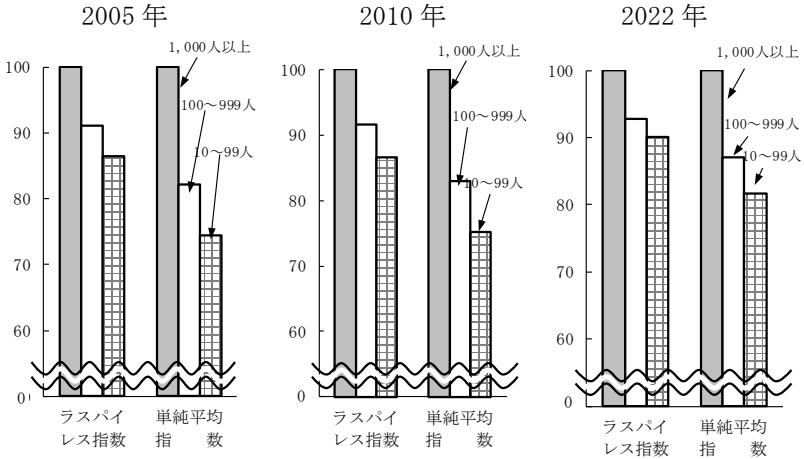 2005 年
1,000人以上
100
100～999人
90
10～99人
80
70
60
0
ラスパイ
レス指数
単純平均
指 数
2010 年
1,000人以上
100
100～999人
90
10～99人
80
70
60
0
ラスパイ
レス指数
単純平均
指 数
2022 年
1,000人以上
100
100～999人
90
10～99人
80
70
60
0
ラスパイ
レス指数
単純平均
指 数